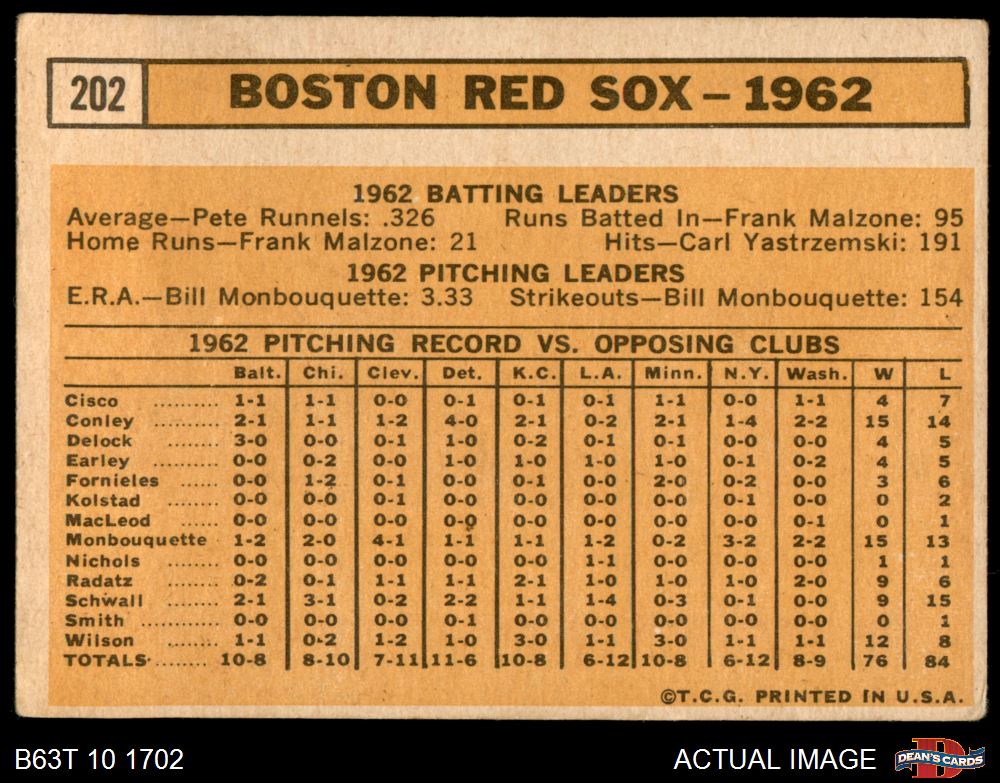 202 BOSTON RED SOX – 1962
1962 BATTING LEADERS
Average—Pete Runnels: .326 Runs Batted In—Frank Malzone: 95
Home Runs—Frank Malzone: 21 Hits—Carl Yastrzemski: 191
1962 PITCHING LEADERS
E.R.A.—Bill Monbouquette: 3.33 Strikeouts—Bill Monbouquette: 154
1962 PITCHING RECORD VS. OPPOSING CLUBS
Balt. Chi. Clev. Det. K.C. L.A. Minn. N.Y. Wash. W L
Cisco .......... 1-1 1-1 0-0 0-1 0-1 0-1 1-1 0-0 1-1 4 7
Conley .......... 2-1 1-1 1-2 4-0 2-1 0-2 2-1 1-4 2-2 15 14
Delock .......... 3-0 0-0 0-1 1-0 0-2 0-1 0-1 0-0 0-0 4 5
Earley .......... 0-0 0-2 0-0 1-0 1-0 1-0 1-0 0-1 0-2 4 5
Fornieles ...... 0-0 1-2 0-1 0-0 0-1 0-0 2-0 0-2 0-0 3 6
Kolstad ........ 0-0 0-0 0-1 0-0 0-0 0-0 0-0 0-1 0-0 0 2
MacLeod ...... 0-0 0-0 0-0 0-0 0-0 0-0 0-0 0-0 0-1 0 1
Monbouquette 1-2 2-0 4-1 1-1 1-1 1-2 0-2 3-2 2-2 15 13
Nichols ........ 0-0 0-0 0-0 0-0 0-0 1-1 0-0 0-0 0-0 1 1
Radatz ........ 0-2 0-1 1-1 1-1 2-1 1-0 1-0 1-0 2-0 9 6
Schwall ........ 2-1 3-1 0-2 2-2 1-1 1-4 0-3 0-1 0-0 9 15
Smith ............ 0-0 0-0 0-0 0-1 0-0 0-0 0-0 0-0 0-0 0 1
Wilson .......... 1-1 0-2 1-2 1-0 3-0 1-1 3-0 1-1 1-1 12 8
TOTALS ........ 10-8 8-10 7-11 11-6 10-8 6-12 10-8 6-12 8-9 76 84
©T.C.G. PRINTED IN U.S.A.
B63T 10 1702 ACTUAL IMAGE D DEAN'S CARDS